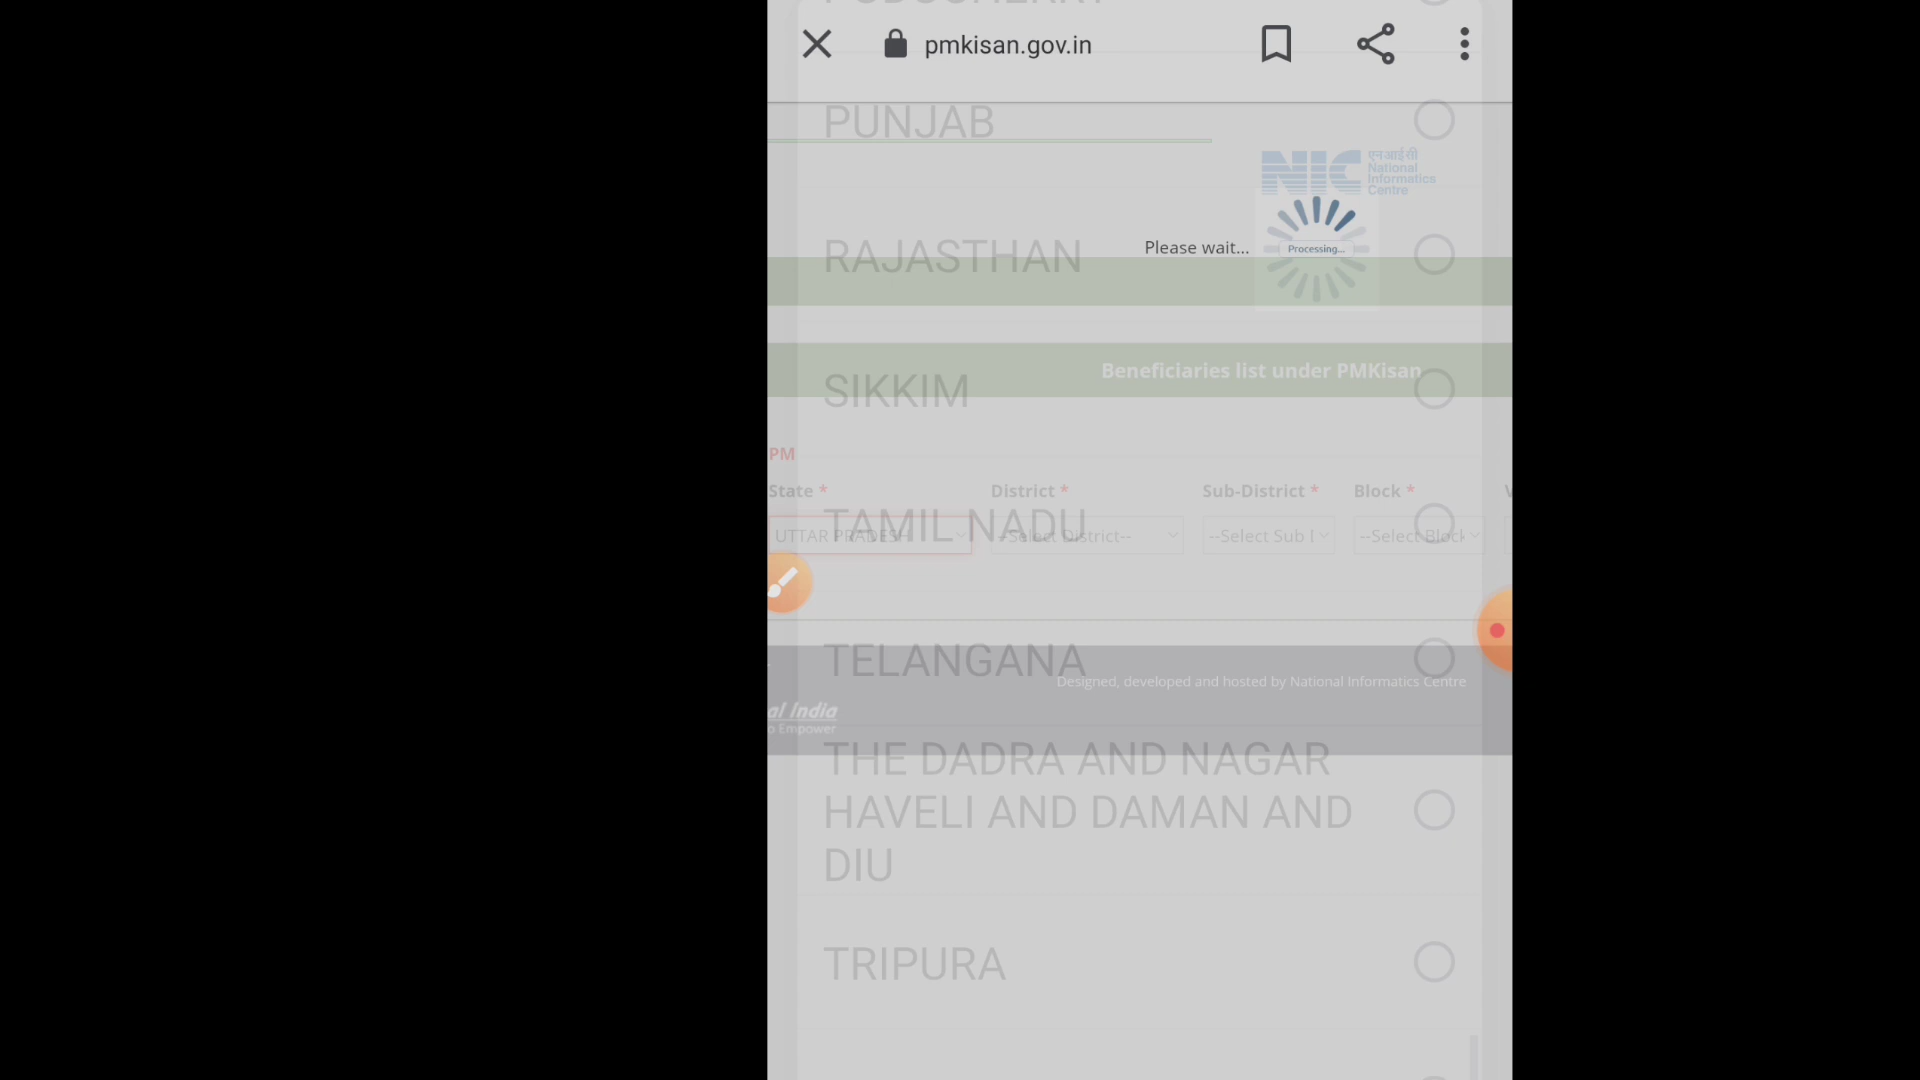 PUDUCHERRY
pmkisan.gov.in
PUNJAB
NIC
एनआईसी
National
Informatics
Centre
RAJASTHAN
Please wait...
Processing...
Beneficiaries list under PMKisan
SIKKIM
PM
State *
District *
Sub-District *
Block *
UTTAR PRADESH
--Select District--
--Select Sub
--Select Block
TAMIL NADU
TELANGANA
Designed, developed and hosted by National Informatics Centre
al India
o Empower
THE DADRA AND NAGAR
HAVELI AND DAMAN AND
DIU
TRIPURA